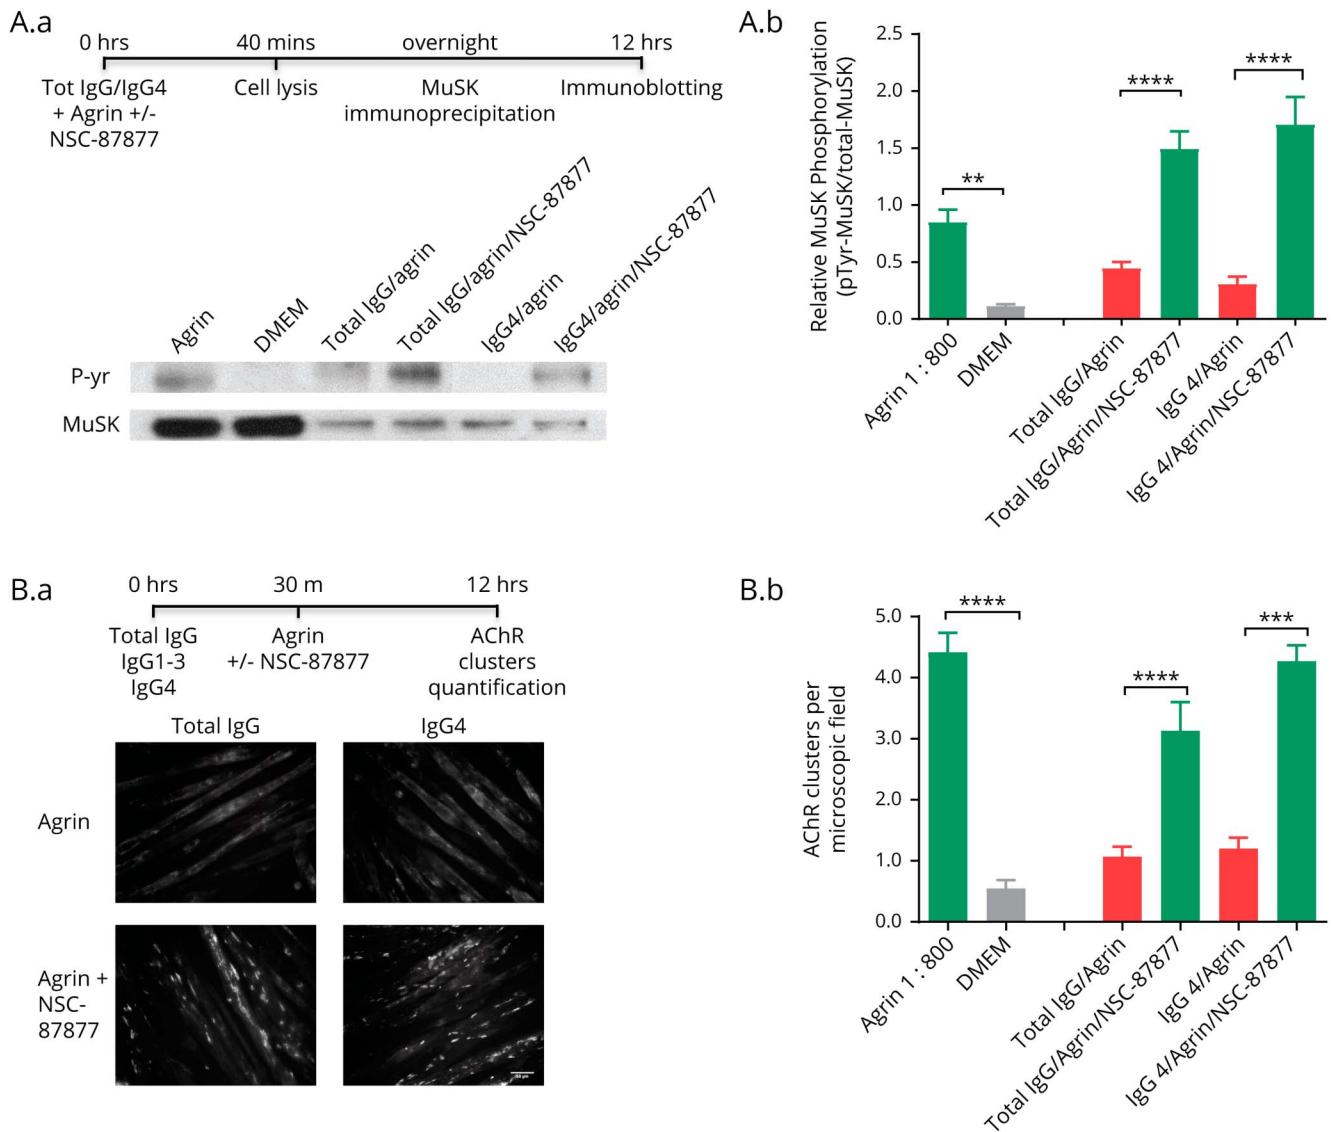 A.a
0 hrs 40 mins overnight 12 hrs
Tot IgG/IgG4 Cell lysis MuSK Immunoblotting
+ Agrin +/- immunoprecipitation
NSC-87877
Agrin DMEM Total IgG/agrin Total IgG/agrin/NSC-87877 IgG4/agrin IgG4/agrin/NSC-87877
P-yr
MuSK
A.b
Relative MuSK Phosphorylation
(pTyr-MuSK/total-MuSK)
2.5
2.0
1.5
1.0
0.5
0.0
**
****
****
Agrin 1 : 800
DMEM
Total IgG/Agrin
Total IgG/Agrin/NSC-87877
IgG 4/Agrin
IgG 4/Agrin/NSC-87877
B.a
0 hrs 30 m 12 hrs
Total IgG Agrin AChR
IgG1-3 +/- NSC-87877 clusters
IgG4 quantification
Total IgG IgG4
Agrin
Agrin +
NSC-
87877
B.b
AChR clusters per
microscopic field
5.0
4.0
3.0
2.0
1.0
0.0
****
****
***
Agrin 1 : 800
DMEM
Total IgG/Agrin
Total IgG/Agrin/NSC-87877
IgG 4/Agrin
IgG 4/Agrin/NSC-87877